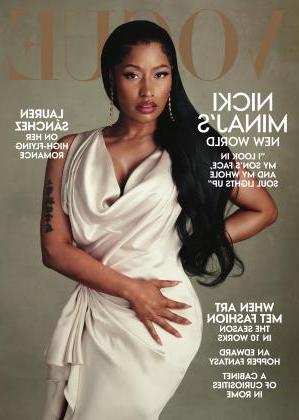 VOGUE
NICKI
MINAJ'S
NEW WORLD
"I LOOK IN
MY SON'S FACE,
AND MY WHOLE
SOUL LIGHTS UP"
WHEN ART
MET FASHION
THE SEASON
IN 10 WORKS
AN EDWARD
HOPPER FANTASY
A CABINET
OF CURIOSITIES
IN ROME
LAUREN
SÁNCHEZ
ON HER
HIGH-FLYING
ROMANCE